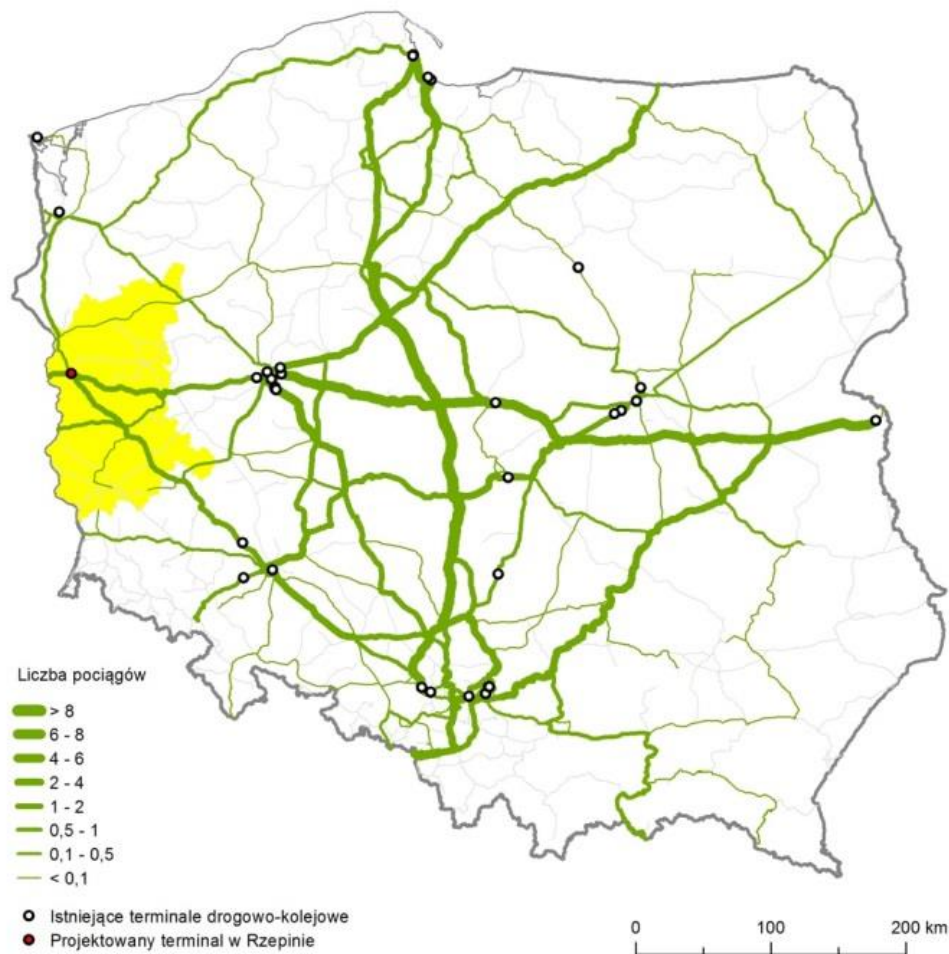 Liczba pociągów
> 8
6 - 8
4 - 6
2 - 4
1 - 2
0,5 - 1
0,1 - 0,5
< 0,1
Istniejące terminale drogowo-kolejowe
Projektowany terminal w Rzepinie
0 100 200 km